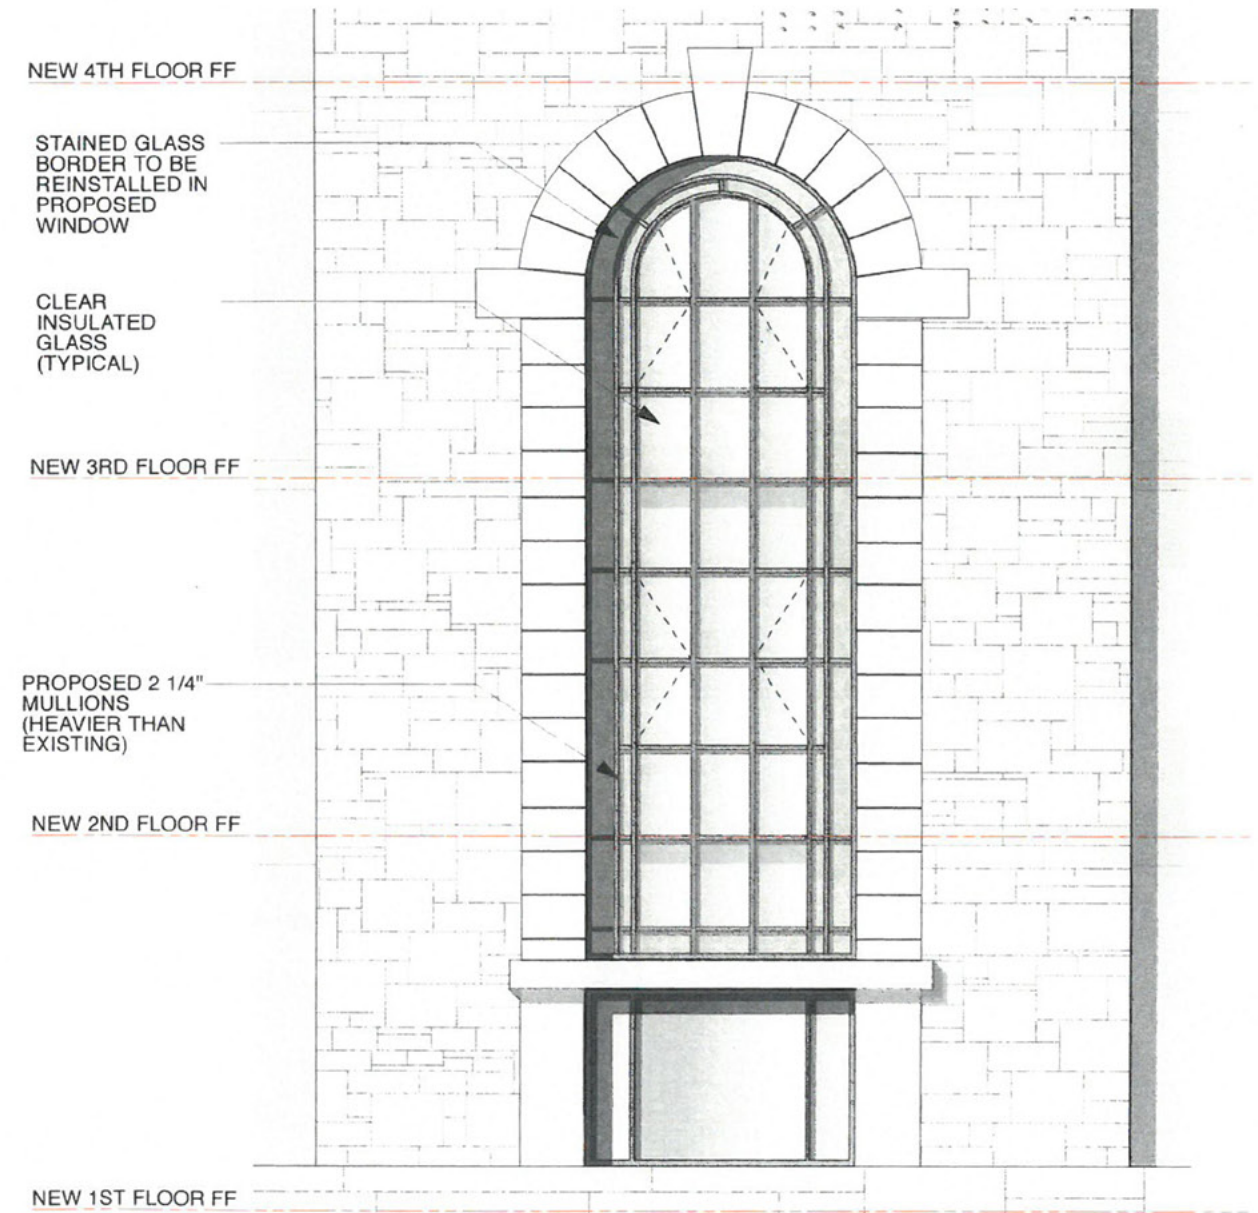 NEW 4TH FLOOR FF
STAINED GLASS
BORDER TO BE
REINSTALLED IN
PROPOSED
WINDOW
CLEAR
INSULATED
GLASS
(TYPICAL)
NEW 3RD FLOOR FF
PROPOSED 2 1/4"
MULLIONS
(HEAVIER THAN
EXISTING)
NEW 2ND FLOOR FF
NEW 1ST FLOOR FF